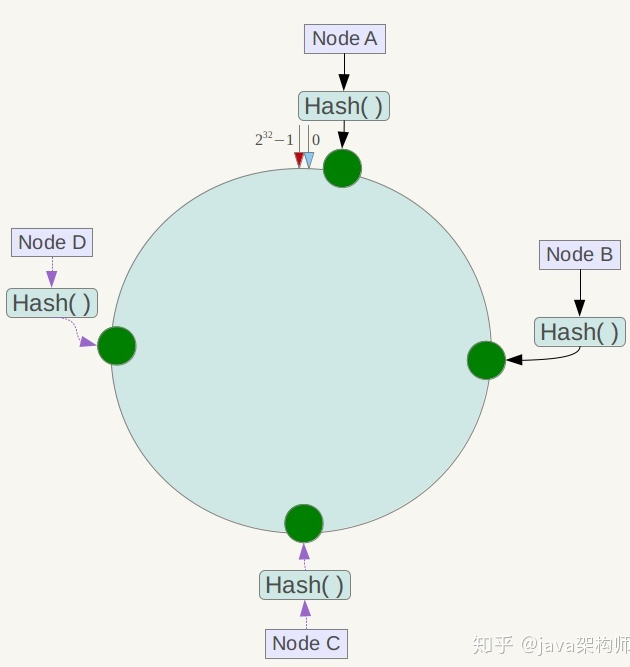 Node A
Hash( )
2^32−1
0
Node D
Hash( )
Node B
Hash( )
Hash( )
Node C
知乎 @java架构师